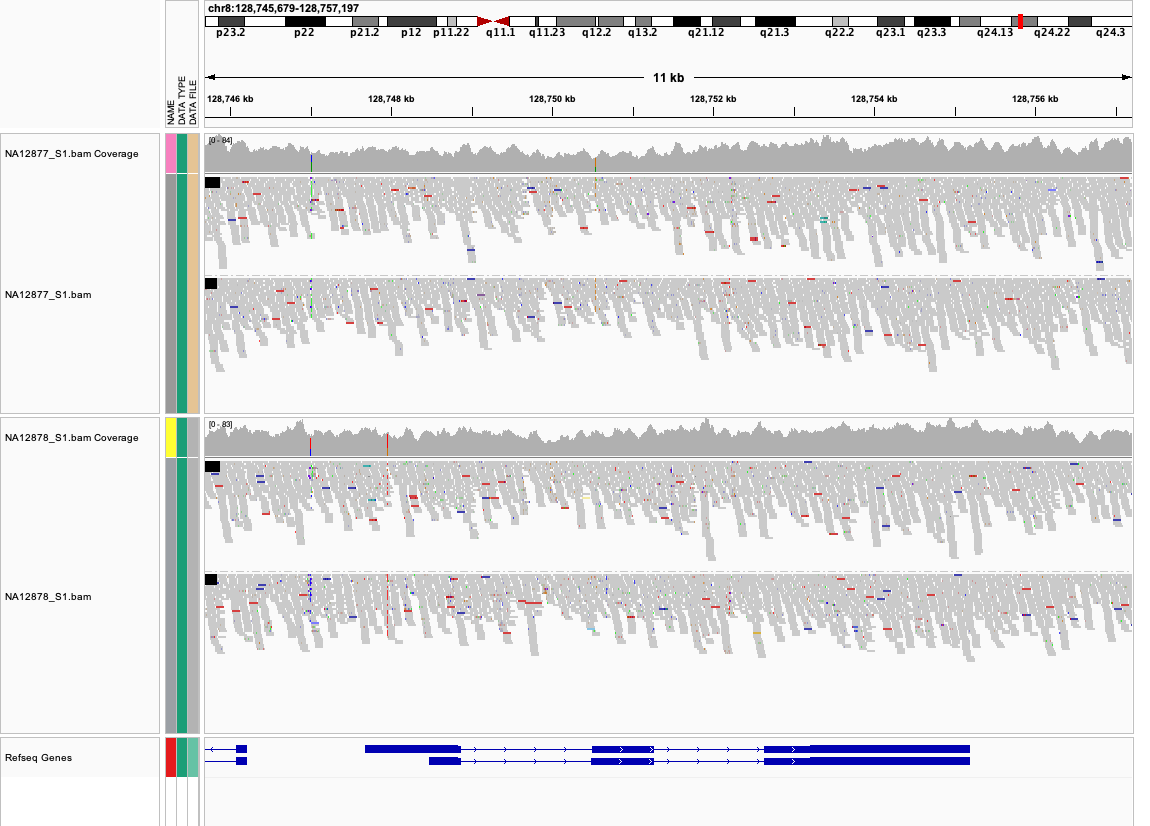 chr8:128,745,679-128,757,197
p23.2 p22 p21.2 p12 p11.22 q11.1 q11.23 q12.2 q13.2 q21.12 q21.3 q22.2 q23.1 q23.3 q24.13 q24.22 q24.3
11 kb
NAME
DATA TYPE
DATA FILE
128,746 kb 128,748 kb 128,750 kb 128,752 kb 128,754 kb 128,756 kb
[0 - 84]
NA12877_S1.bam Coverage
NA12877_S1.bam
[0 - 83]
NA12878_S1.bam Coverage
NA12878_S1.bam
Refseq Genes